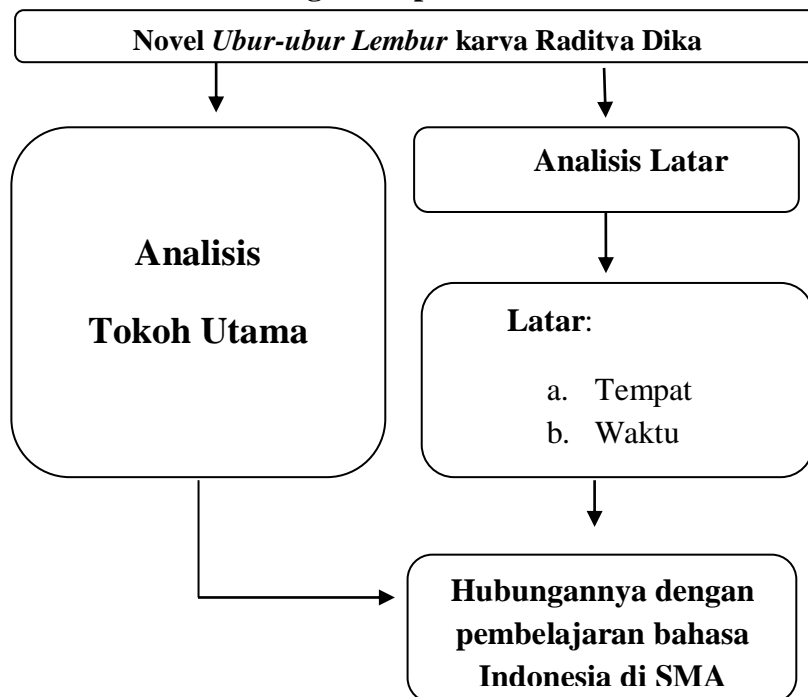 Novel Ubur-ubur Lembur karya Raditya Dika
Analisis
Tokoh Utama
Analisis Latar
Latar:
a. Tempat
b. Waktu
Hubungannya dengan
pembelajaran bahasa
Indonesia di SMA